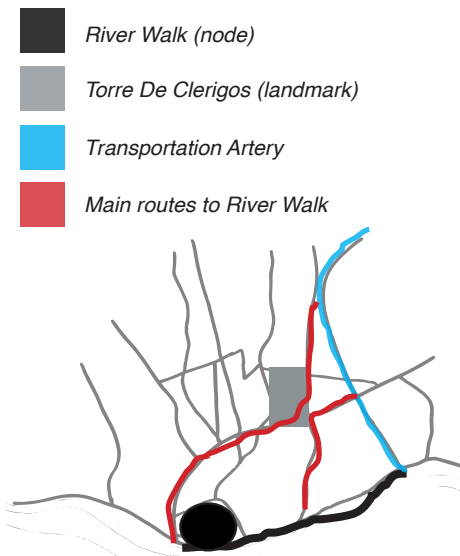 River Walk (node)
Torre De Clerigos (landmark)
Transportation Artery
Main routes to River Walk